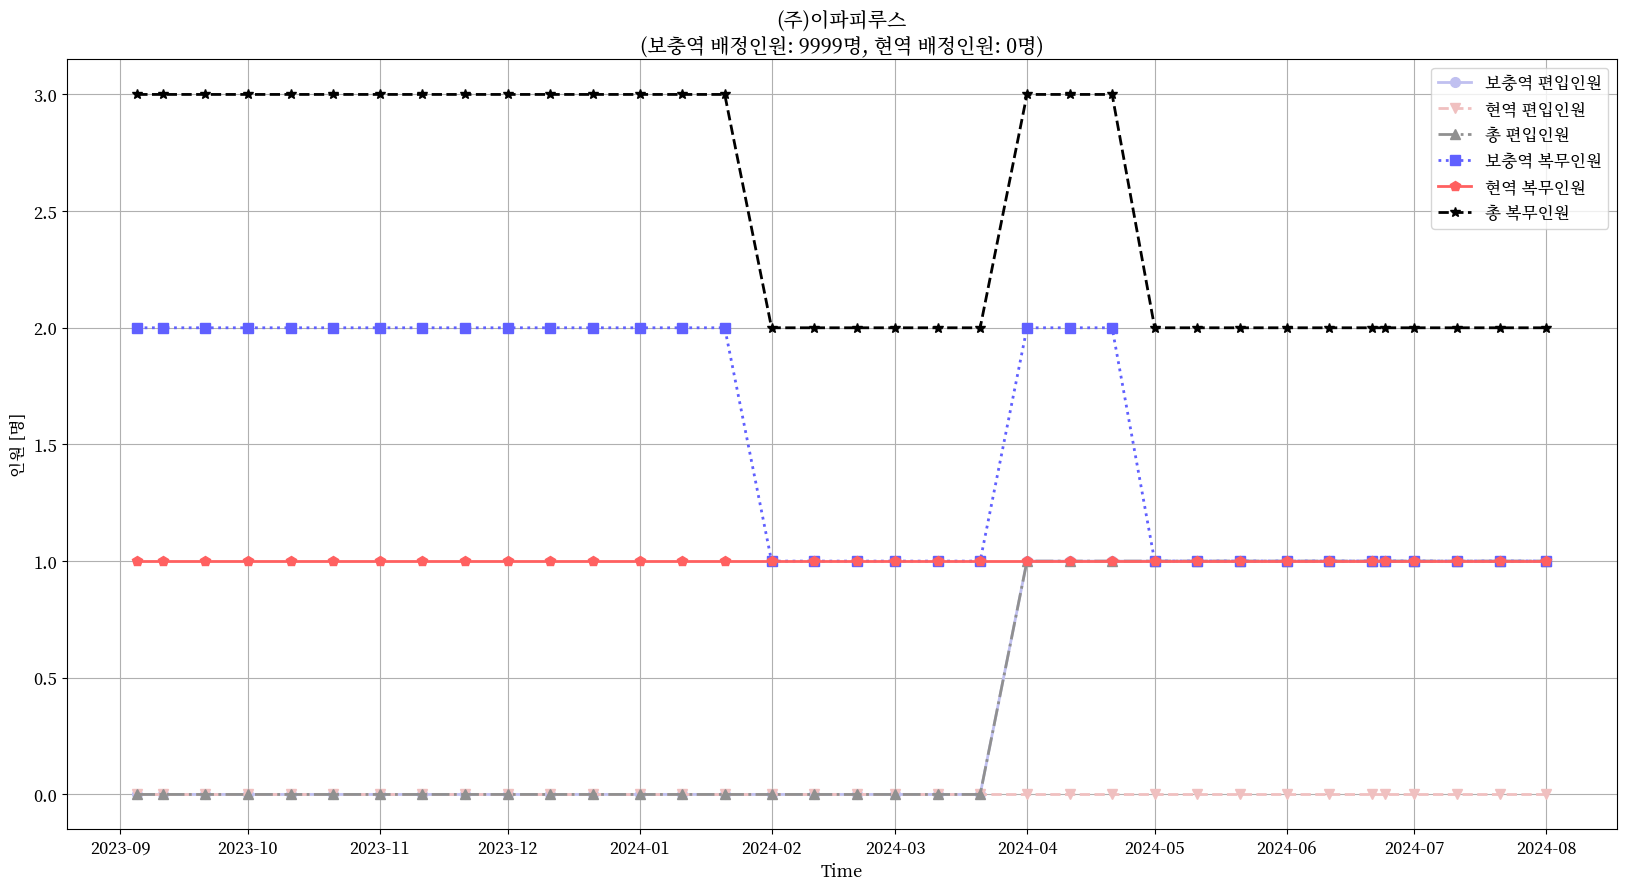 (주)이파피루스
(보충역 배정인원: 9999명, 현역 배정인원: 0명)
보충역 편입인원
현역 편입인원
총 편입인원
보충역 복무인원
현역 복무인원
총 복무인원
인원 [명]
3.0
2.5
2.0
1.5
1.0
0.5
0.0
2023-09 2023-10 2023-11 2023-12 2024-01 2024-02 2024-03 2024-04 2024-05 2024-06 2024-07 2024-08
Time